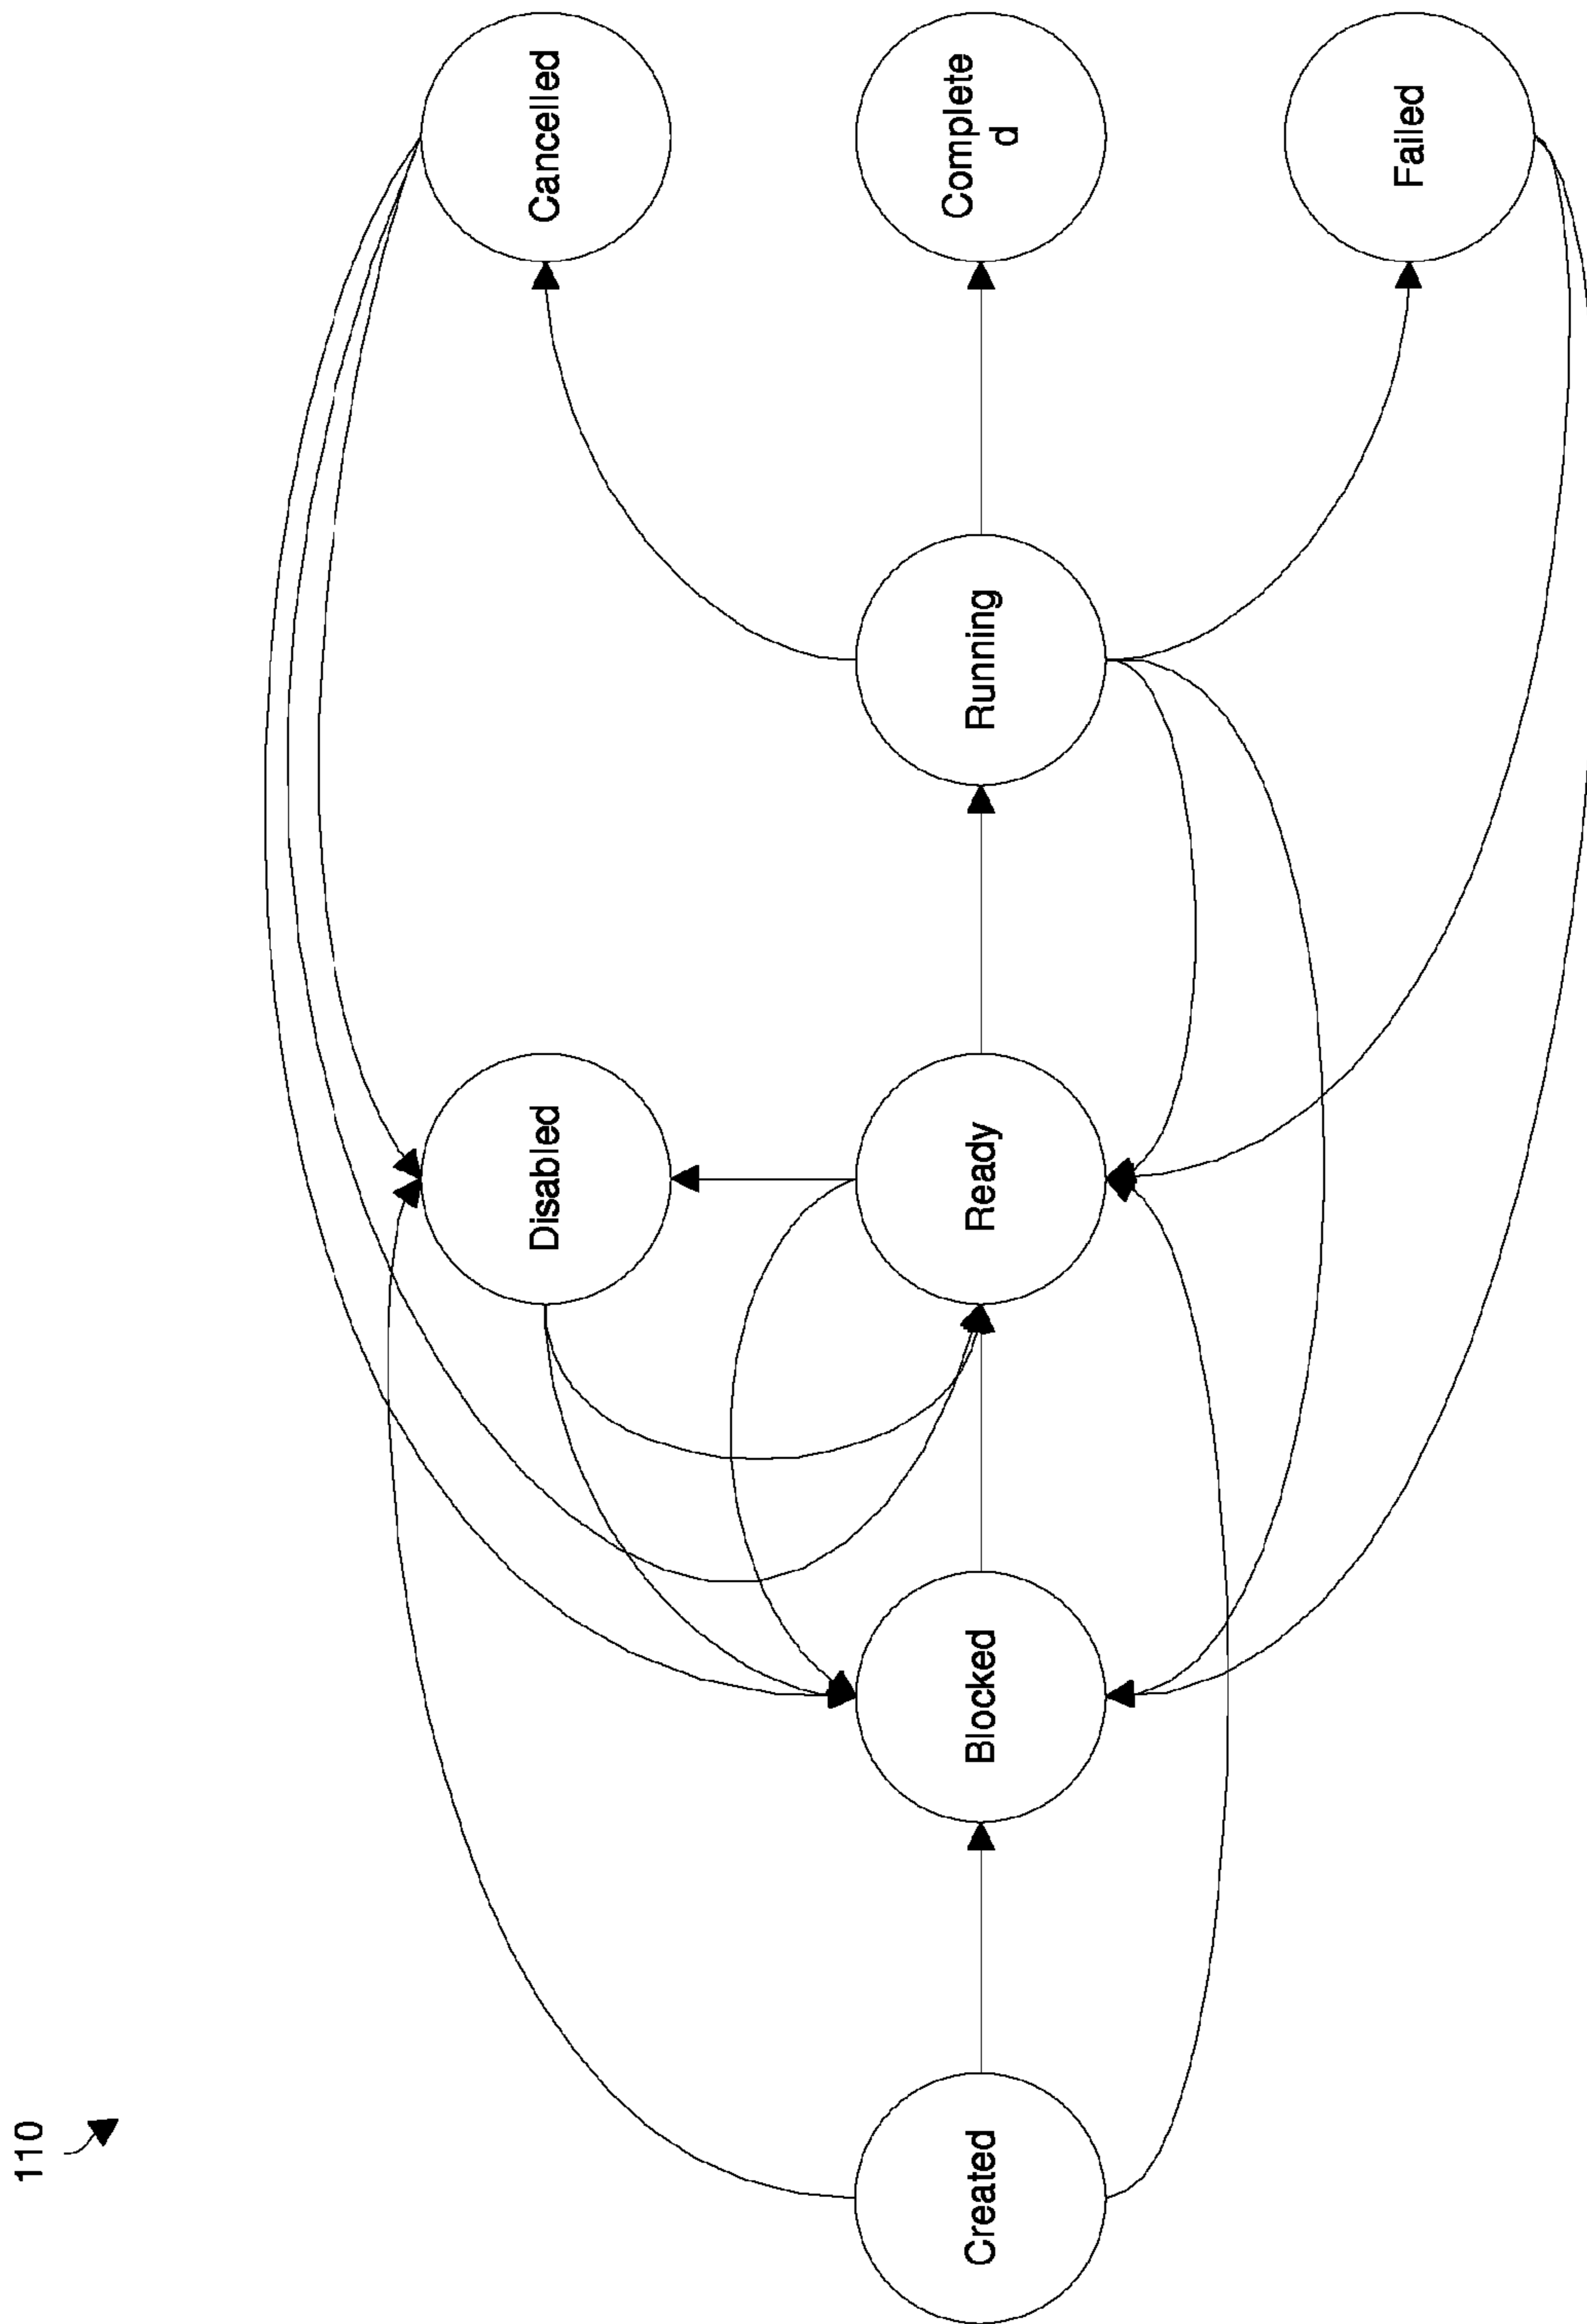 110
Cancelled
Disabled
Created
Blocked
Ready
Running
Complete
d
Failed